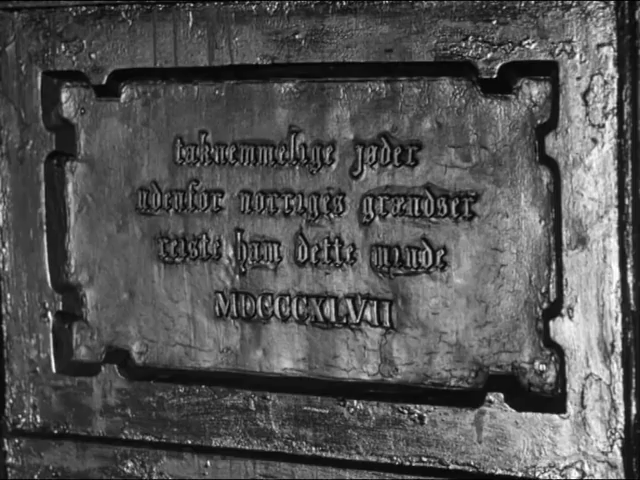 taknemmelige jøder
udenfor norriges grændser
reiste ham dette minde
MDCCCXLVII